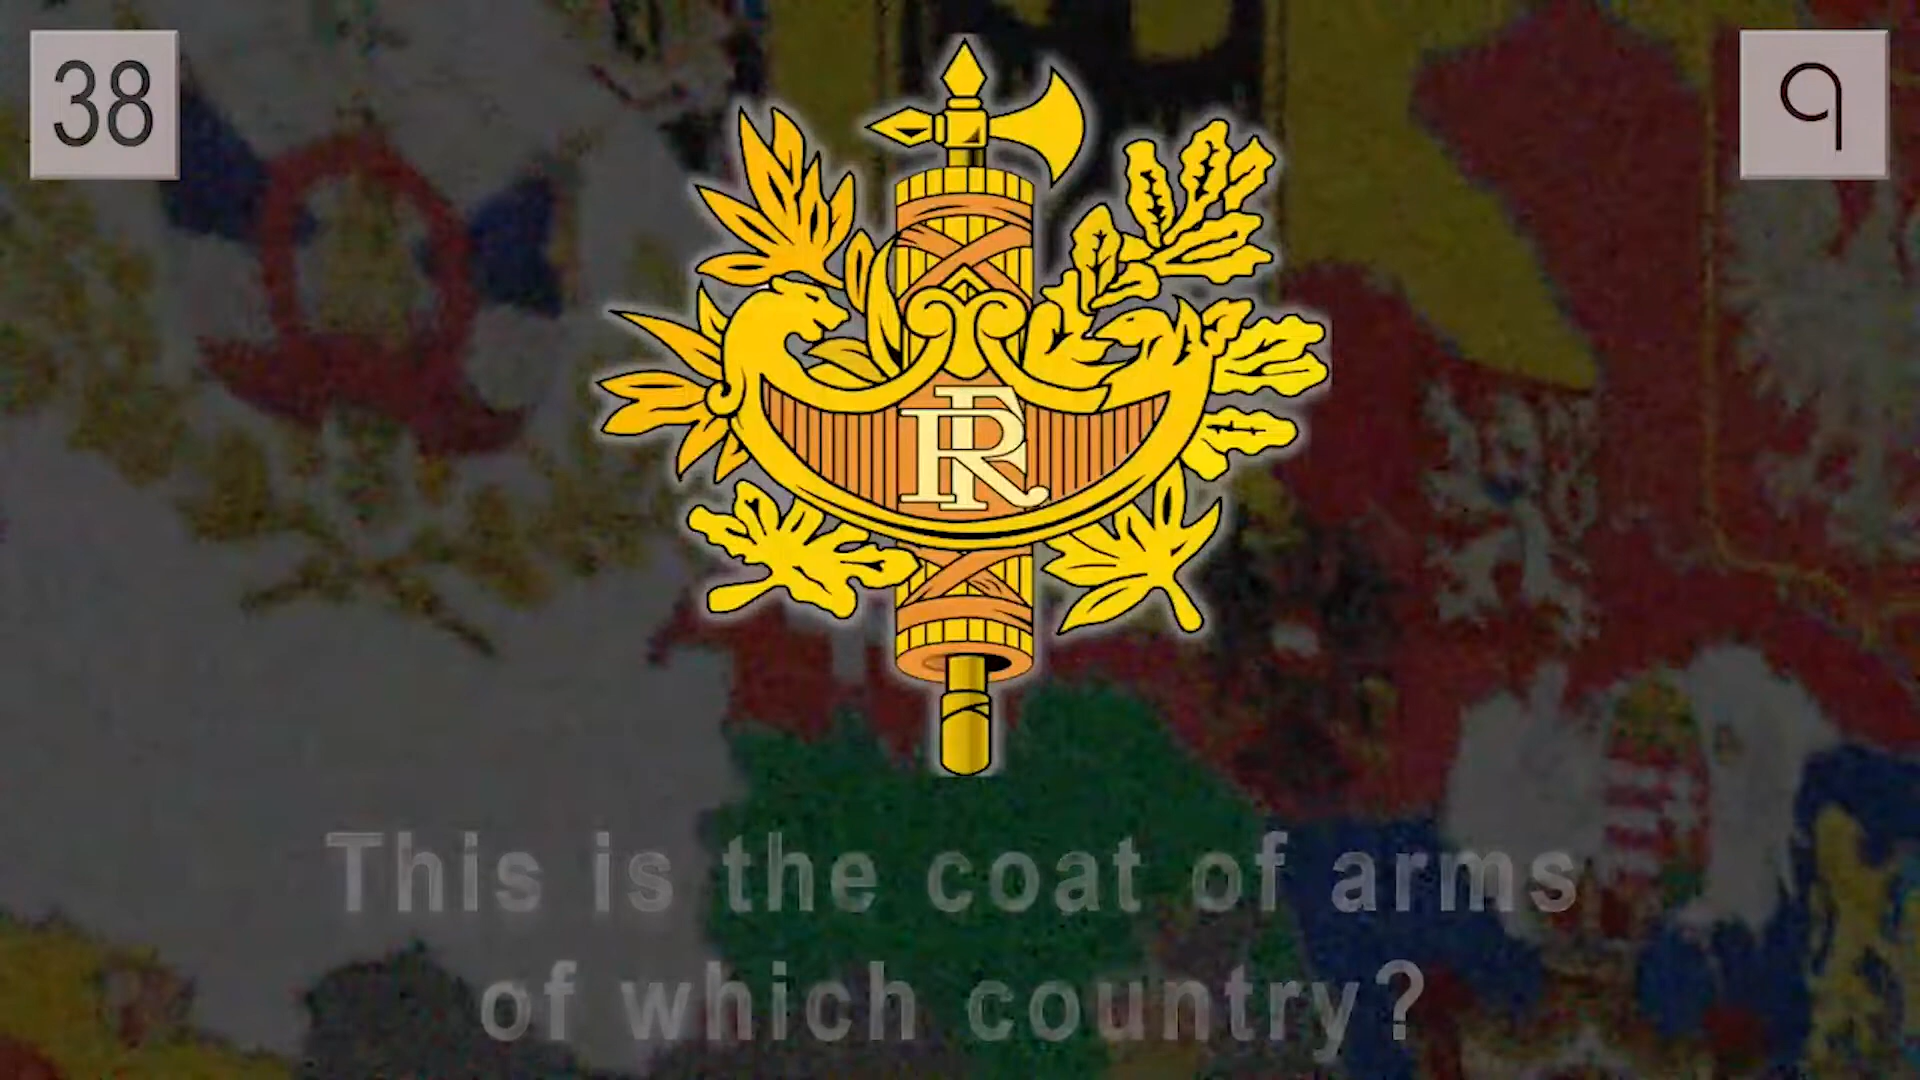 38
9
RF
This is the coat of arms
of which country?